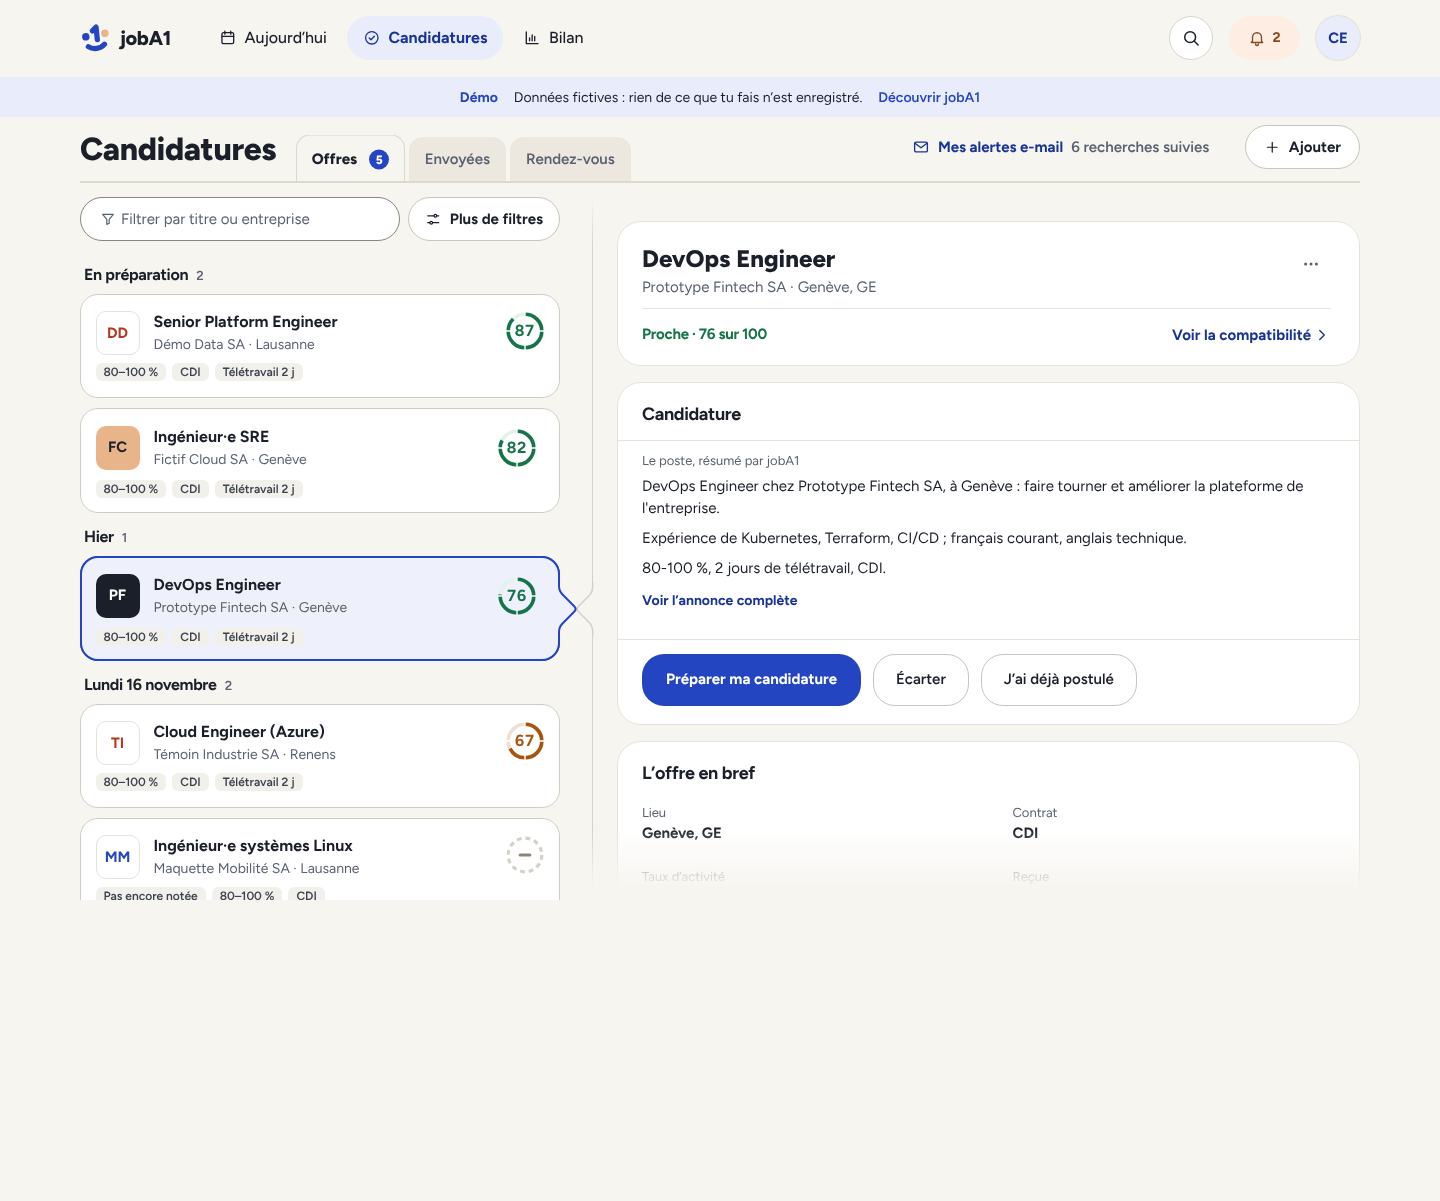 jobA1
Aujourd’hui
Candidatures
Bilan
2
CE
Démo Données fictives : rien de ce que tu fais n’est enregistré. Découvrir jobA1
Candidatures
Offres 5
Envoyées
Rendez-vous
Mes alertes e-mail 6 recherches suivies
Ajouter
Filtrer par titre ou entreprise
Plus de filtres
En préparation 2
DD
Senior Platform Engineer
Démo Data SA · Lausanne
87
80–100 % CDI Télétravail 2 j
FC
Ingénieur·e SRE
Fictif Cloud SA · Genève
82
80–100 % CDI Télétravail 2 j
Hier 1
PF
DevOps Engineer
Prototype Fintech SA · Genève
76
80–100 % CDI Télétravail 2 j
Lundi 16 novembre 2
TI
Cloud Engineer (Azure)
Témoin Industrie SA · Renens
67
80–100 % CDI Télétravail 2 j
MM
Ingénieur·e systèmes Linux
Maquette Mobilité SA · Lausanne
Pas encore notée 80–100 % CDI
DevOps Engineer
Prototype Fintech SA · Genève, GE
Proche · 76 sur 100
Voir la compatibilité
Candidature
Le poste, résumé par jobA1
DevOps Engineer chez Prototype Fintech SA, à Genève : faire tourner et améliorer la plateforme de
l'entreprise.
Expérience de Kubernetes, Terraform, CI/CD ; français courant, anglais technique.
80-100 %, 2 jours de télétravail, CDI.
Voir l’annonce complète
Préparer ma candidature
Écarter
J’ai déjà postulé
L’offre en bref
Lieu
Genève, GE
Contrat
CDI
Taux d’activité
Reçue